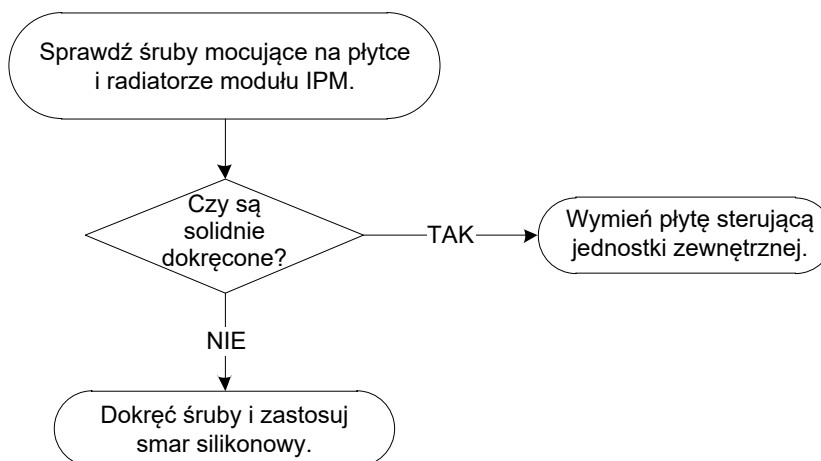 Sprawdź śruby mocujące na płytce
i radiatorze modułu IPM.
Czy są
solidnie
dokręcone?
TAK
Wymień płytę sterującą
jednostki zewnętrznej.
NIE
Dokręć śruby i zastosuj
smar silikonowy.